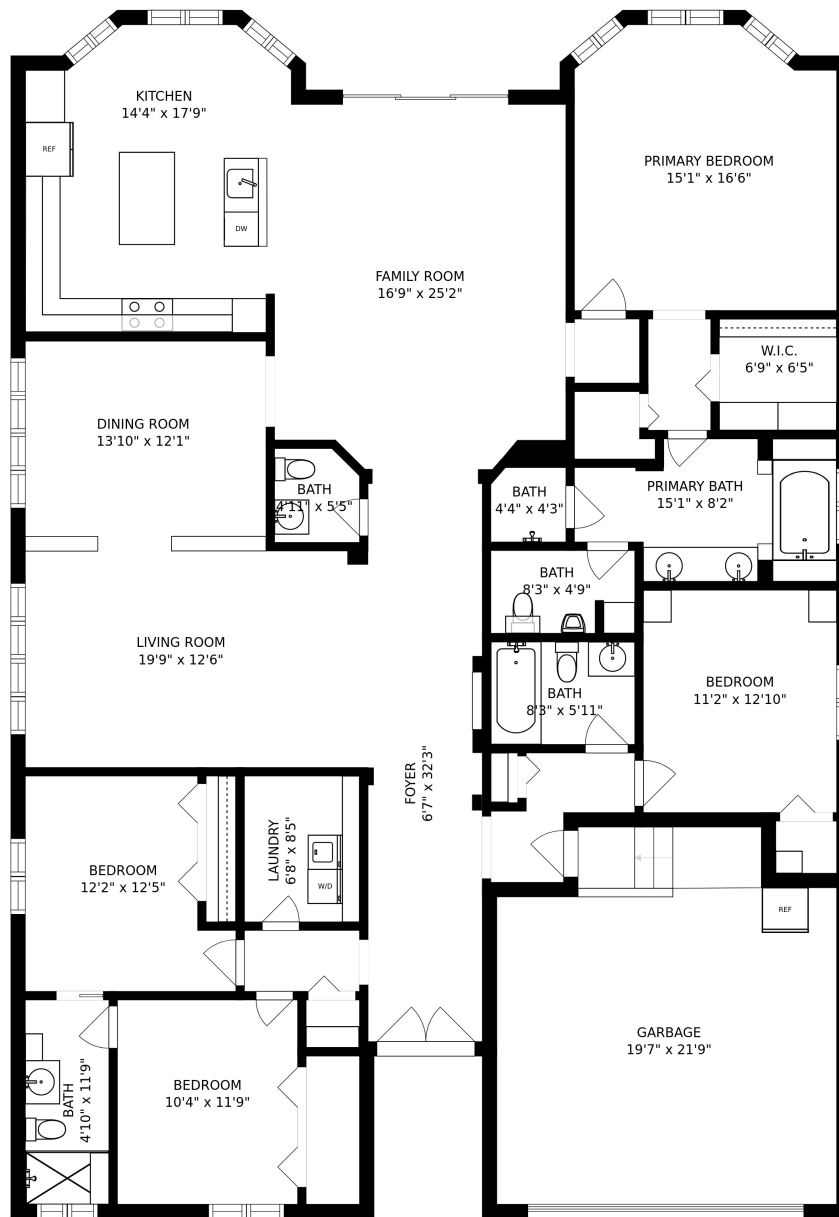 KITCHEN
14'4" x 17'9"
REF
DW
PRIMARY BEDROOM
15'1" x 16'6"
FAMILY ROOM
16'9" x 25'2"
W.I.C.
6'9" x 6'5"
DINING ROOM
13'10" x 12'1"
BATH
4'11" x 5'5"
BATH
4'4" x 4'3"
PRIMARY BATH
15'1" x 8'2"
BATH
8'3" x 4'9"
LIVING ROOM
19'9" x 12'6"
BATH
8'3" x 5'11"
BEDROOM
11'2" x 12'10"
FOYER
6'7" x 32'3"
BEDROOM
12'2" x 12'5"
LAUNDRY
6'8" x 8'5"
W/D
REF
GARBAGE
19'7" x 21'9"
BATH
4'10" x 11'9"
BEDROOM
10'4" x 11'9"